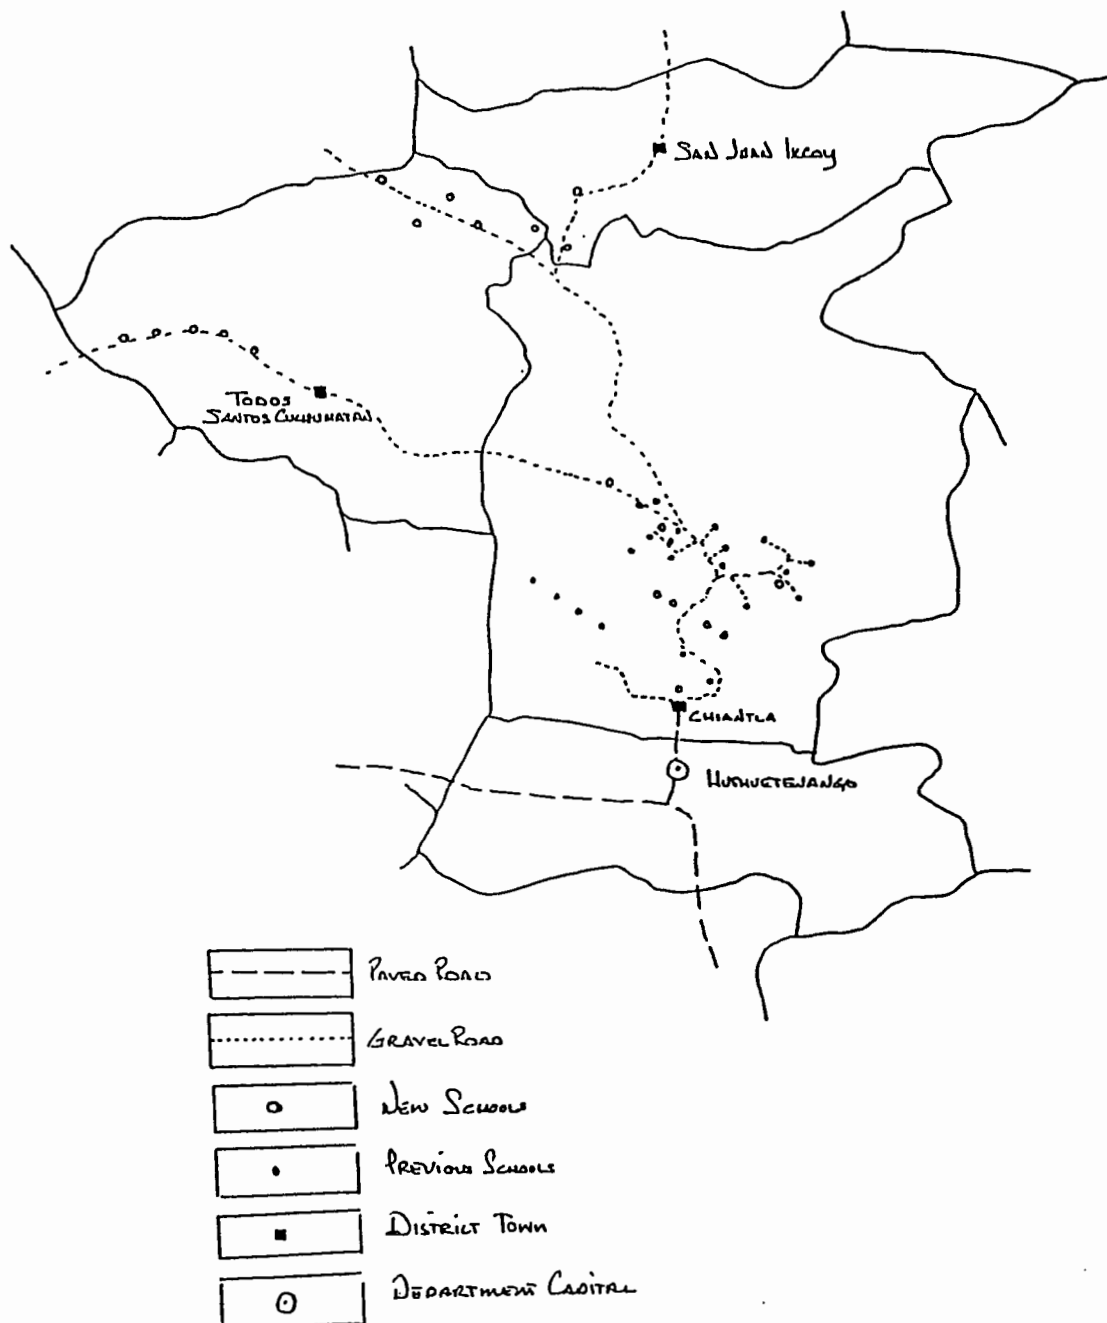 San Juan Ixcoy
Todos
Santos Cuchumatan
Chiantla
Huehuetenango
Paved Road
Gravel Road
New Schools
Previous Schools
District Town
Department Capital